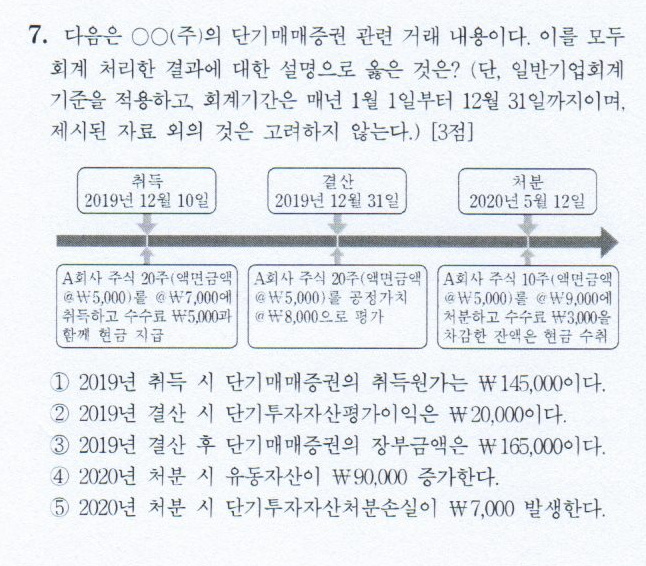 7. 다음은 ○○(주)의 단기매매증권 관련 거래 내용이다. 이를 모두
회계 처리한 결과에 대한 설명으로 옳은 것은? (단, 일반기업회계
기준을 적용하고, 회계기간은 매년 1월 1일부터 12월 31일까지이며,
제시된 자료 외의 것은 고려하지 않는다.) [3점]
취득
2019년 12월 10일
결산
2019년 12월 31일
처분
2020년 5월 12일
A회사 주식 20주(액면금액
@₩5,000)를 @₩7,000에
취득하고 수수료 ₩5,000과
함께 현금 지급
A회사 주식 20주(액면금액
@₩5,000)를 공정가치
@₩8,000으로 평가
A회사 주식 10주(액면금액
@₩5,000)를 @₩9,000에
처분하고 수수료 ₩3,000을
차감한 잔액은 현금 수취
① 2019년 취득 시 단기매매증권의 취득원가는 ₩145,000이다.
② 2019년 결산 시 단기투자자산평가이익은 ₩20,000이다.
③ 2019년 결산 후 단기매매증권의 장부금액은 ₩165,000이다.
④ 2020년 처분 시 유동자산이 ₩90,000 증가한다.
⑤ 2020년 처분 시 단기투자자산처분손실이 ₩7,000 발생한다.